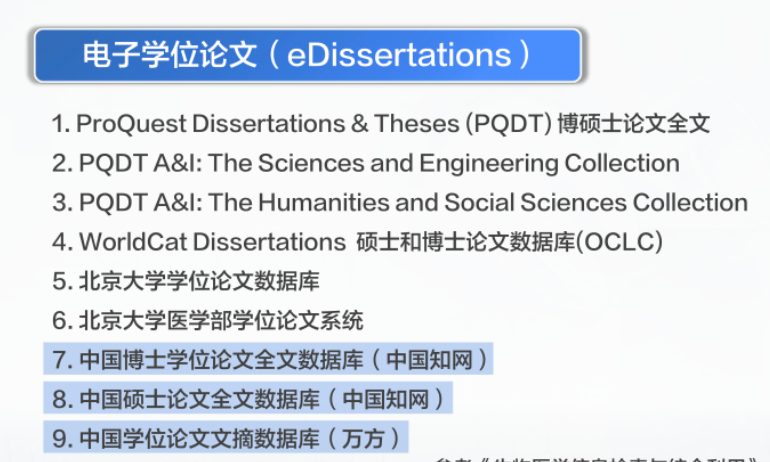 电子学位论文（eDissertations）
1. ProQuest Dissertations & Theses (PQDT) 博硕士论文全文
2. PQDT A&I: The Sciences and Engineering Collection
3. PQDT A&I: The Humanities and Social Sciences Collection
4. WorldCat Dissertations 硕士和博士论文数据库(OCLC)
5. 北京大学学位论文数据库
6. 北京大学医学部学位论文系统
7. 中国博士学位论文全文数据库（中国知网）
8. 中国硕士论文全文数据库（中国知网）
9. 中国学位论文文摘数据库（万方）